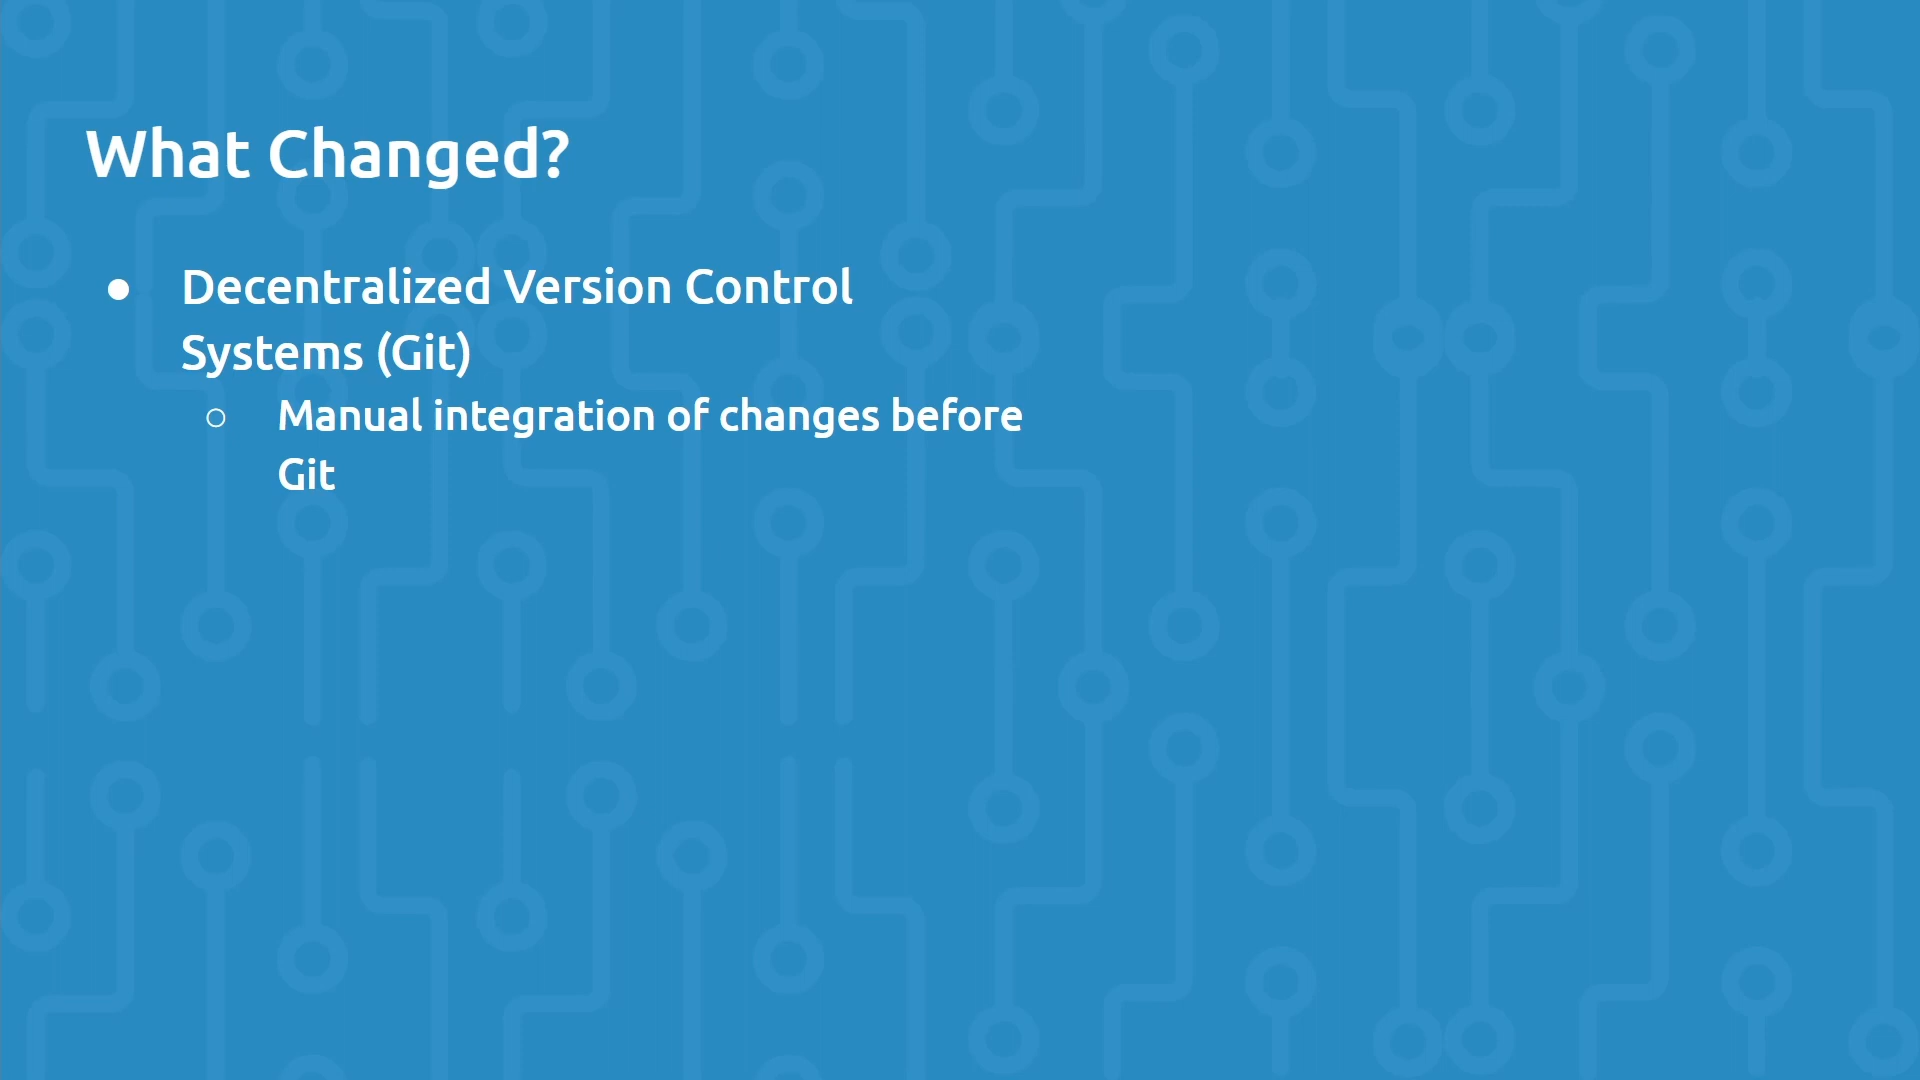 What Changed?
● Decentralized Version Control
Systems (Git)
○ Manual integration of changes before
Git